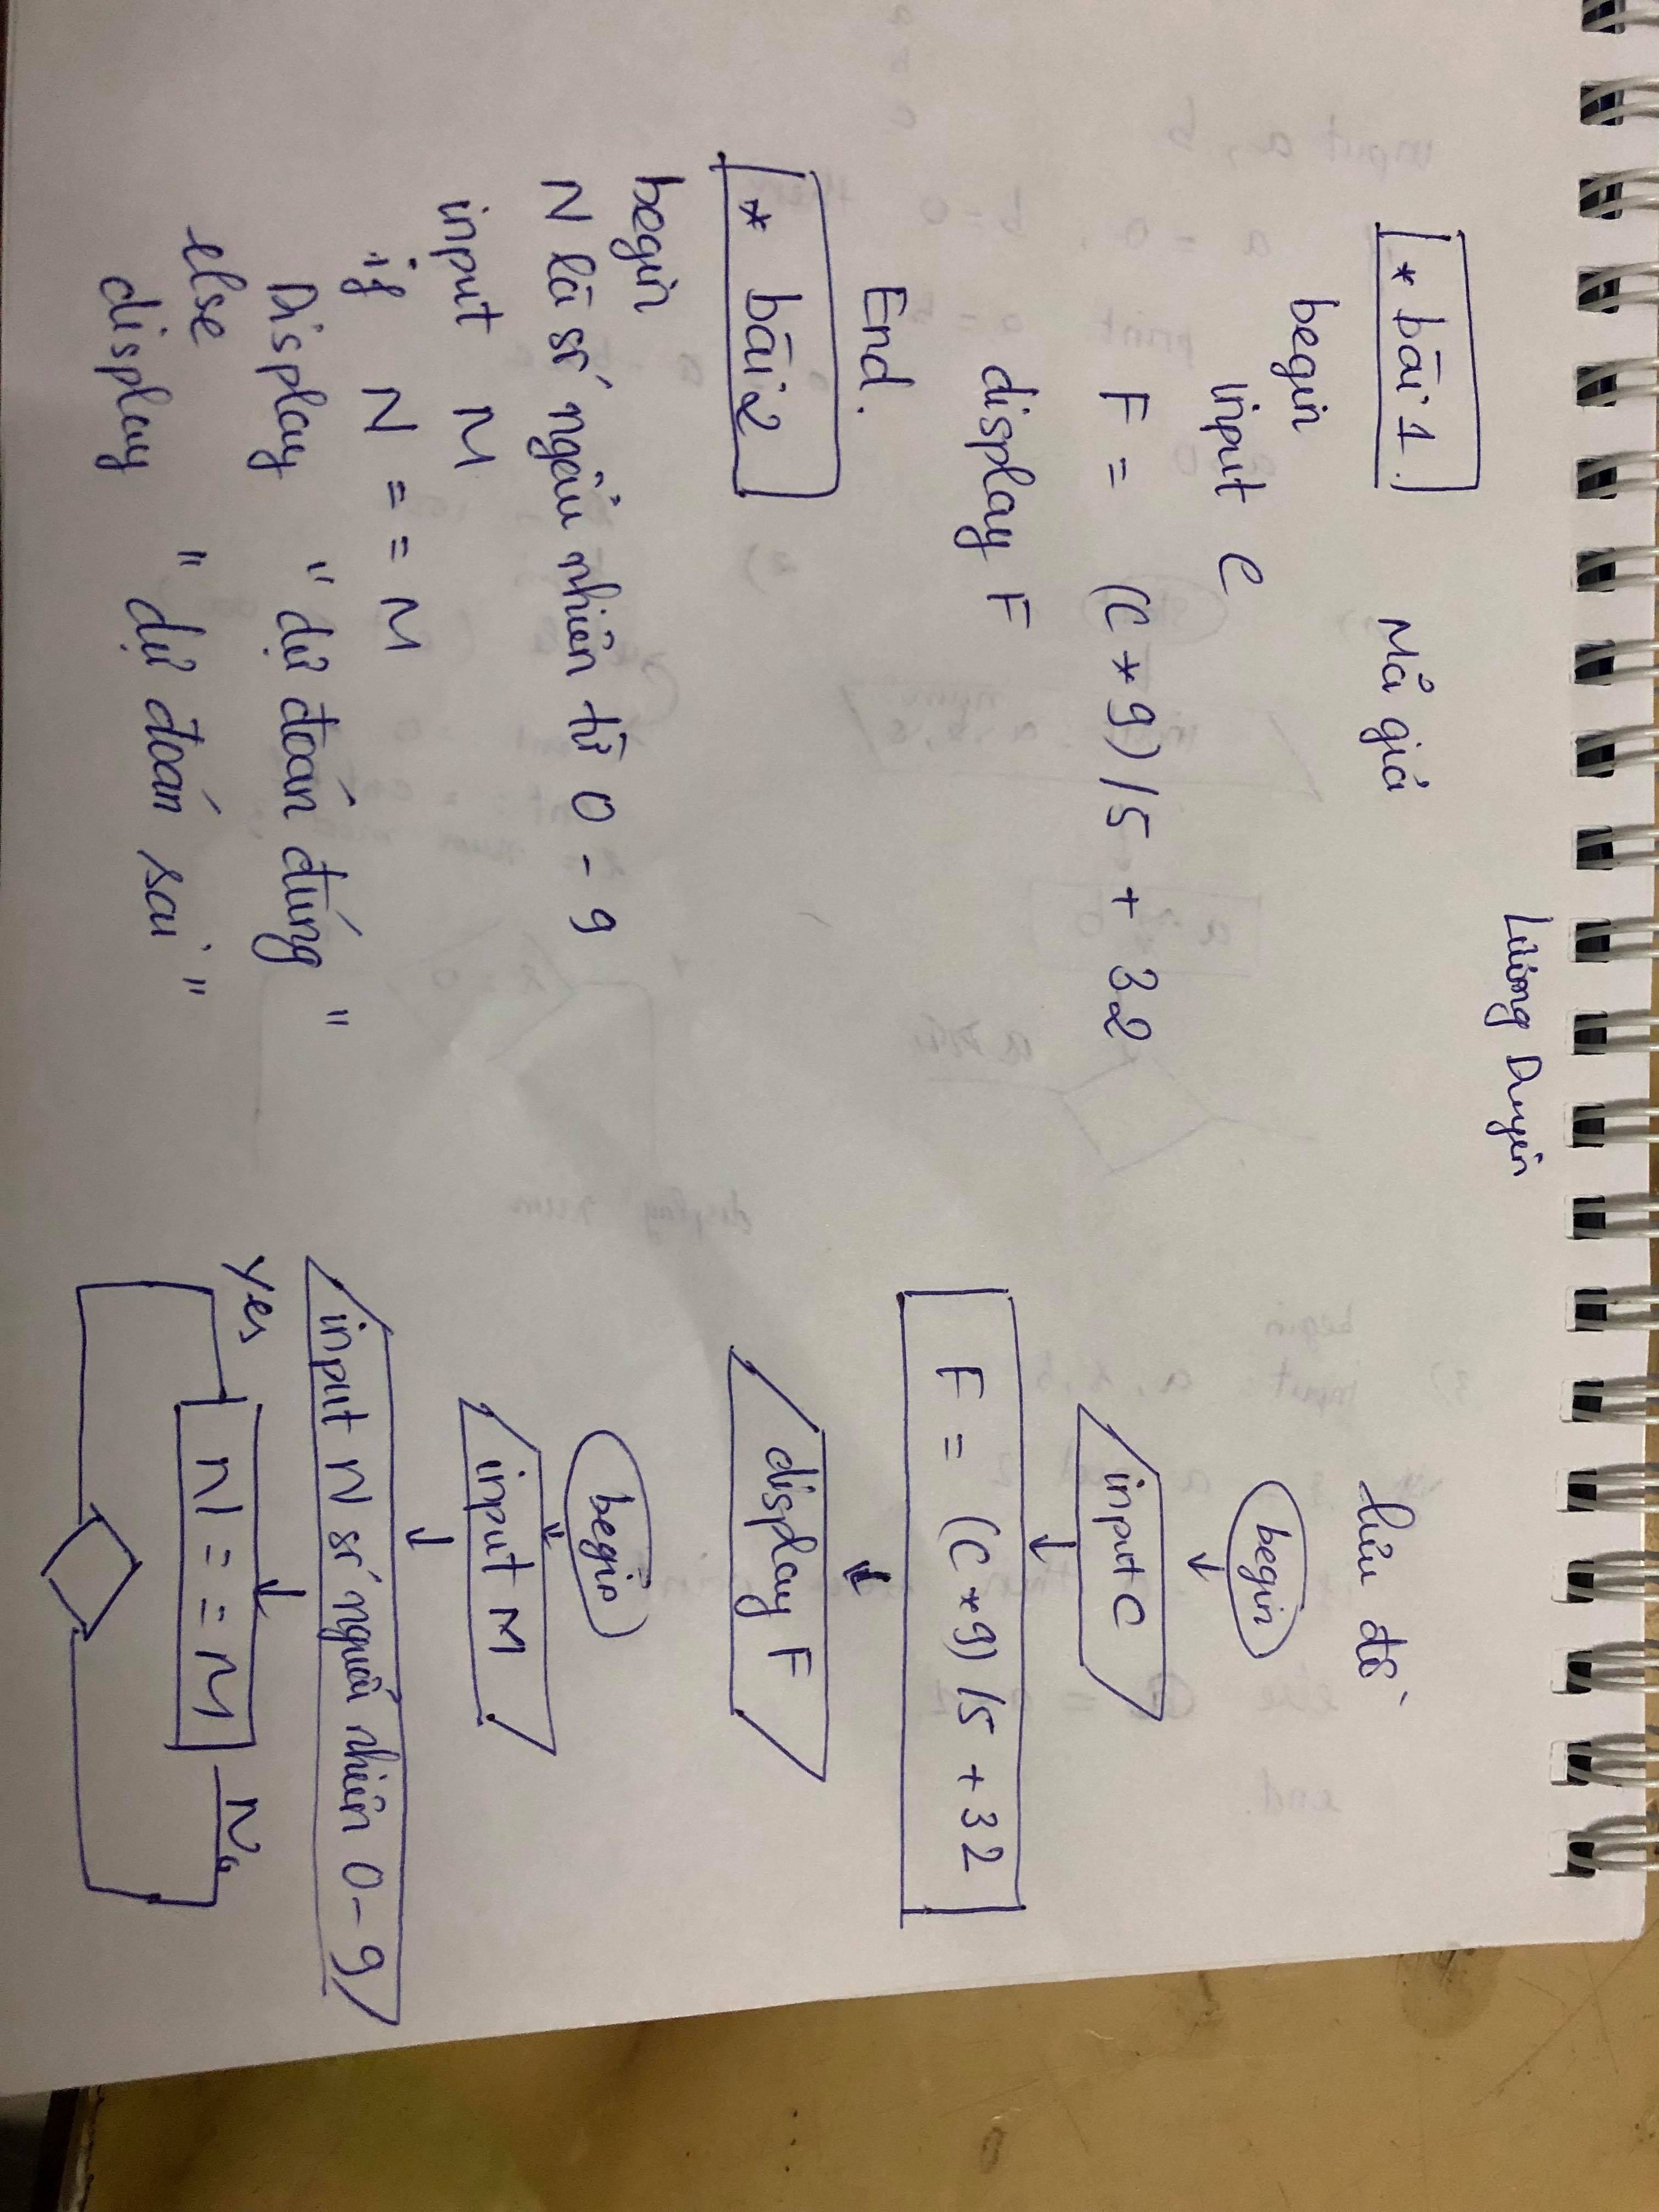 Lương Duyên
* bài 1.
Mả giả
begin
input C
F = (C * 9) / 5 + 32
display F
End.
* bài 2
begin
N là số ngẫu nhiên từ 0 - 9
input M
if N = = M
Display " dự đoán đúng "
else
display " dự đoán sai "
lưu đồ
begin
input C
F = (C * 9) / 5 + 32
display F
begin
input M
input N số ngẫu nhiên 0 - 9
Yes
N = = M
No